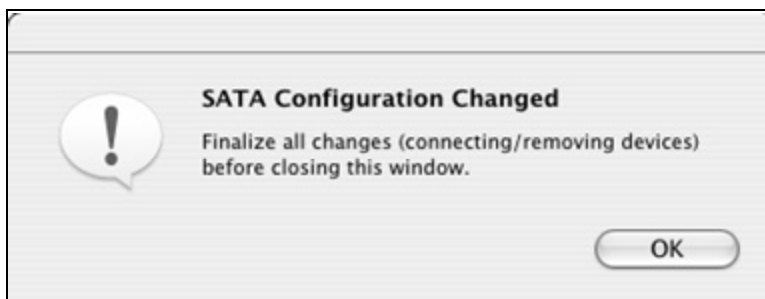 SATA Configuration Changed
Finalize all changes (connecting/removing devices)
before closing this window.
OK